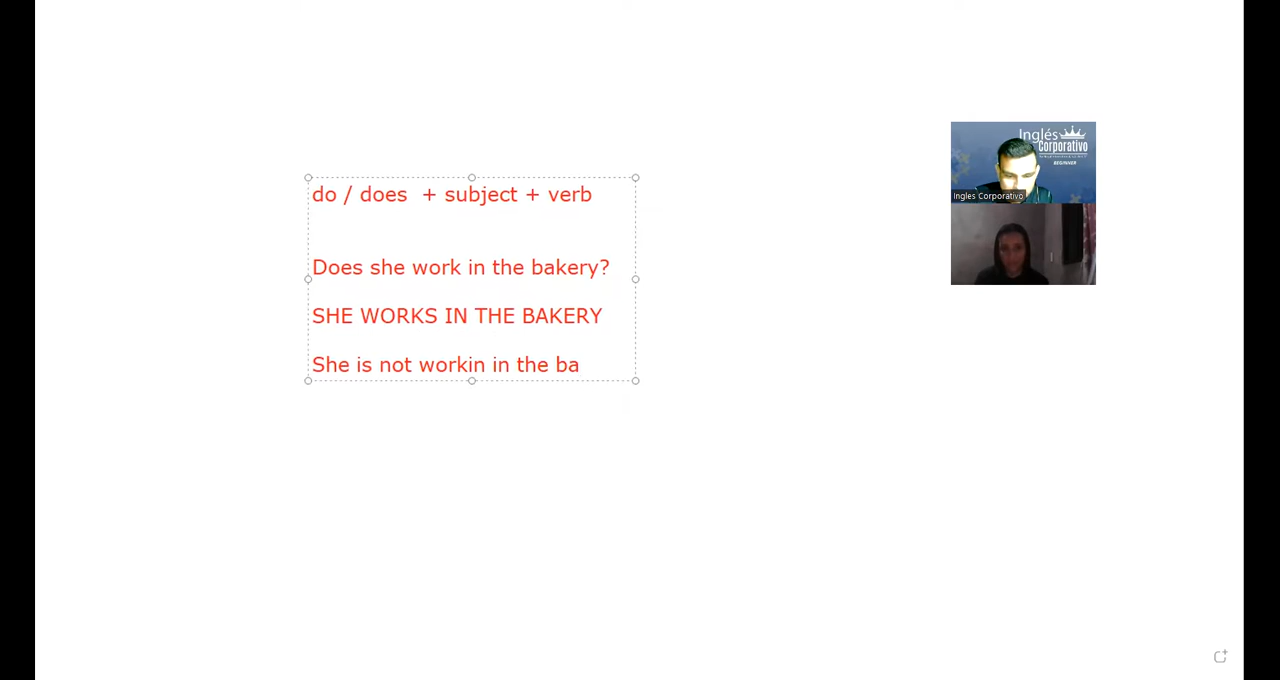 do / does + subject + verb
Does she work in the bakery?
SHE WORKS IN THE BAKERY
She is not workin in the ba
Inglés
Corporativo
BEGINNER
Ingles Corporativo